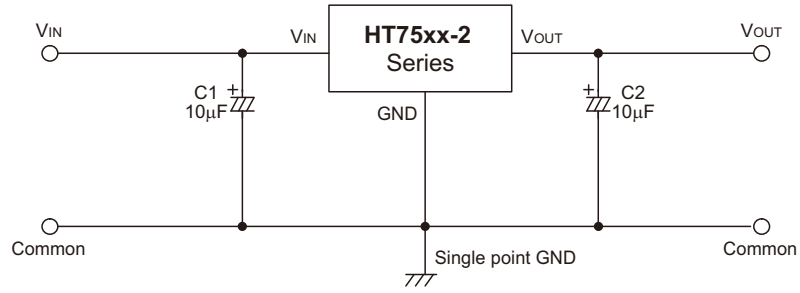 VIN
VIN
HT75xx-2
Series
VOUT
VOUT
C1
10μF
+
GND
+
C2
10μF
Common
Single point GND
Common